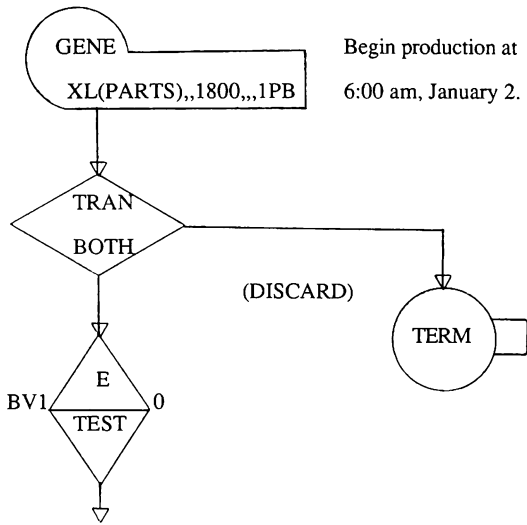 GENE
XL(PARTS),,1800,,,1PB
Begin production at
6:00 am, January 2.
TRAN
BOTH
(DISCARD)
TERM
E
BV1
0
TEST